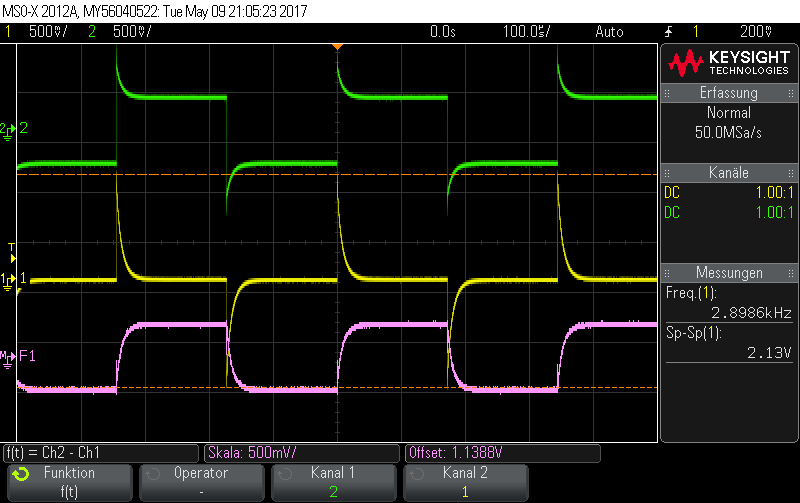 MSO-X 2012A, MY56040522: Tue May 09 21:05:23 2017
1 500mV/ 2 500mV/ 0.0s 100.0us/ Auto 1 200mV
KEYSIGHT
TECHNOLOGIES
Erfassung
Normal
50.0MSa/s
Kanäle
DC 1.00:1
DC 1.00:1
Messungen
Freq.(1):
2.8986kHz
Sp-Sp(1):
2.13V
2 2
T
1 1
M F1
f(t) = Ch2 - Ch1 Skala: 500mV/ Offset: 1.1388V
Funktion
f(t)
Operator
-
Kanal 1
2
Kanal 2
1